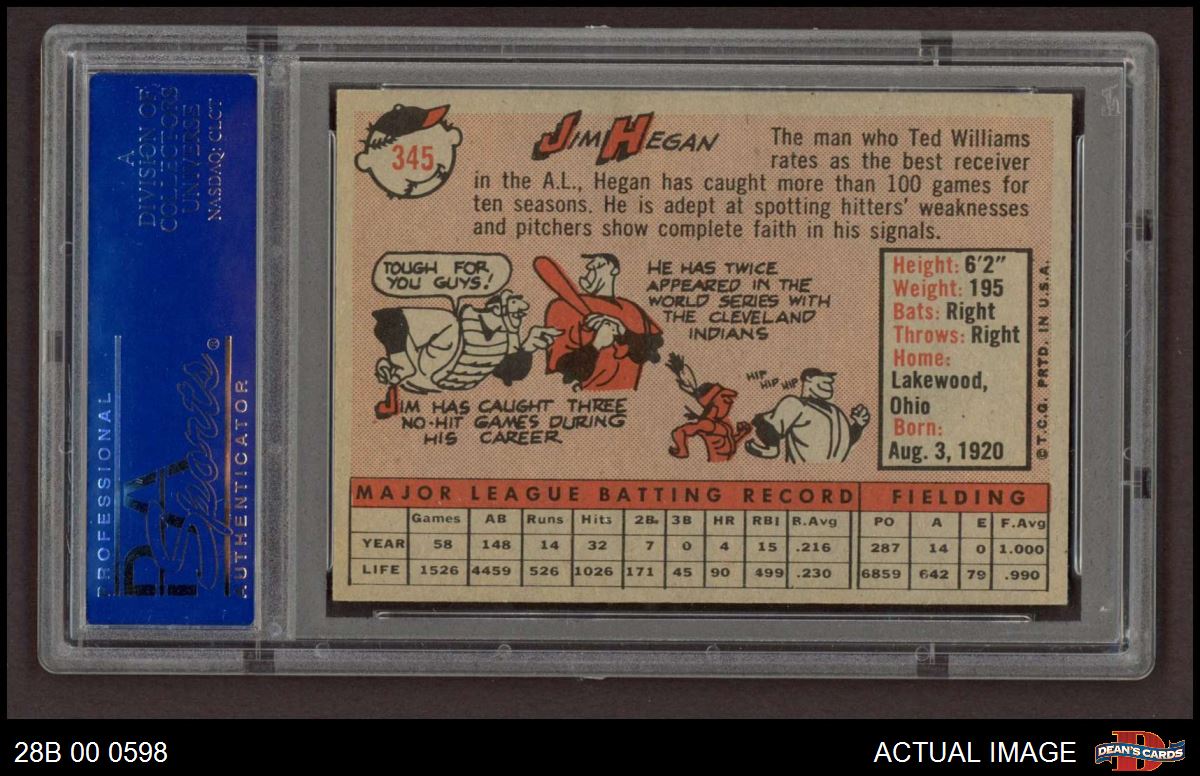 A
DIVISION OF
COLLECTORS
UNIVERSE
NASDAQ: CLCT
PROFESSIONAL
PSA
Sports®
AUTHENTICATOR
345
JIM HEGAN
The man who Ted Williams
rates as the best receiver
in the A.L., Hegan has caught more than 100 games for
ten seasons. He is adept at spotting hitters' weaknesses
and pitchers show complete faith in his signals.
TOUGH FOR
YOU GUYS!
HE HAS TWICE
APPEARED IN THE
WORLD SERIES WITH
THE CLEVELAND
INDIANS
HIP HIP HIP
JIM HAS CAUGHT THREE
NO-HIT GAMES DURING
HIS CAREER
Height: 6'2"
Weight: 195
Bats: Right
Throws: Right
Home:
Lakewood,
Ohio
Born:
Aug. 3, 1920
© T.C.G. PRTD. IN U.S.A.
MAJOR LEAGUE BATTING RECORD FIELDING
Games AB Runs Hits 2B. 3B HR RBI B.Avg PO A E F.Avg
YEAR 58 148 14 32 7 0 4 15 .216 287 14 0 1.000
LIFE 1526 4459 526 1026 171 45 90 499 .230 6859 642 79 .990
28B 00 0598
ACTUAL IMAGE
DEAN'S CARDS